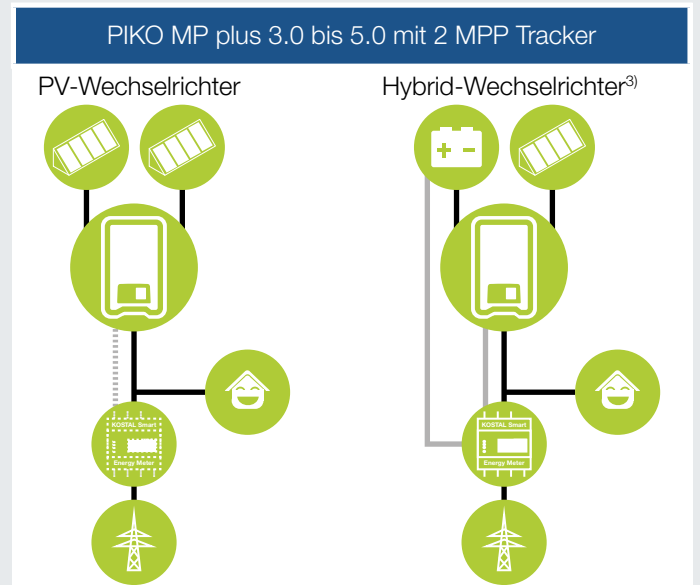 PIKO MP plus 3.0 bis 5.0 mit 2 MPP Tracker
PV-Wechselrichter
Hybrid-Wechselrichter3)
KOSTAL Smart
Energy Meter
KOSTAL Smart
Energy Meter